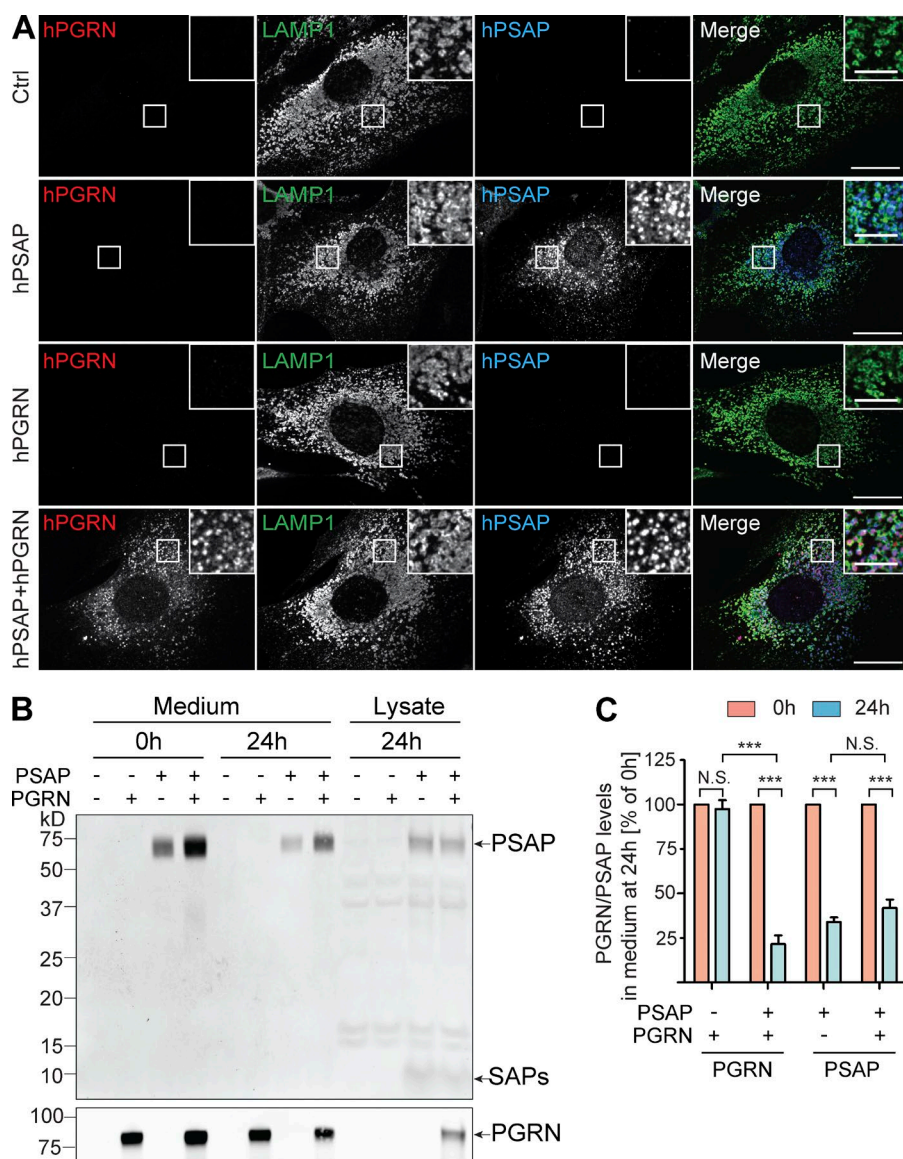 A
Ctrl
hPGRN LAMP1 hPSAP Merge
hPSAP
hPGRN LAMP1 hPSAP Merge
hPGRN
hPGRN LAMP1 hPSAP Merge
hPSAP+hPGRN
hPGRN LAMP1 hPSAP Merge
B
Medium Lysate
0h 24h 24h
PSAP - - + + - - + + - - + +
PGRN - + - + - + - + - + - +
kD
75
50
37
25
20
15
10
PSAP
SAPs
100
75
PGRN
C
0h 24h
PGRN/PSAP levels
in medium at 24h [% of 0h]
125
100
75
50
25
N.S. *** *** *** N.S. ***
PSAP - + + +
PGRN + + - +
PGRN PSAP